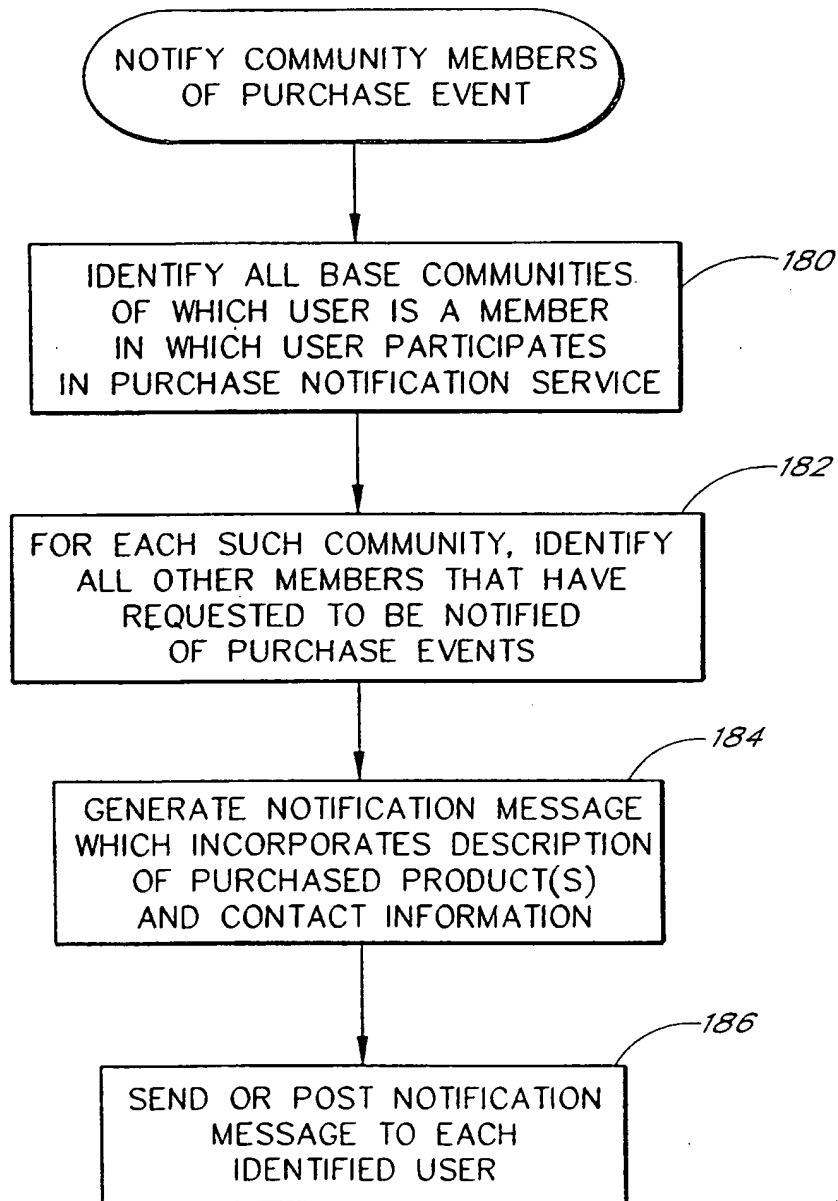 NOTIFY COMMUNITY MEMBERS
OF PURCHASE EVENT
180
IDENTIFY ALL BASE COMMUNITIES
OF WHICH USER IS A MEMBER
IN WHICH USER PARTICIPATES
IN PURCHASE NOTIFICATION SERVICE
182
FOR EACH SUCH COMMUNITY, IDENTIFY
ALL OTHER MEMBERS THAT HAVE
REQUESTED TO BE NOTIFIED
OF PURCHASE EVENTS
184
GENERATE NOTIFICATION MESSAGE
WHICH INCORPORATES DESCRIPTION
OF PURCHASED PRODUCT(S)
AND CONTACT INFORMATION
186
SEND OR POST NOTIFICATION
MESSAGE TO EACH
IDENTIFIED USER